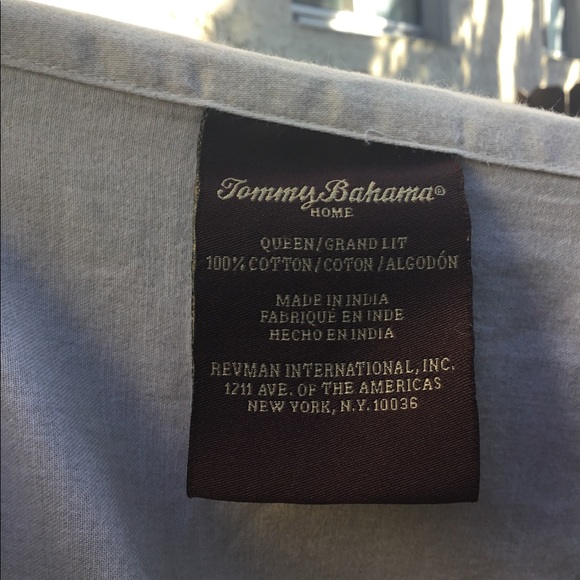 Tommy Bahama®
HOME
QUEEN/GRAND LIT
100% COTTON/COTON/ALGODÓN
MADE IN INDIA
FABRIQUÉ EN INDE
HECHO EN INDIA
REVMAN INTERNATIONAL, INC.
1211 AVE. OF THE AMERICAS
NEW YORK, N.Y. 10036